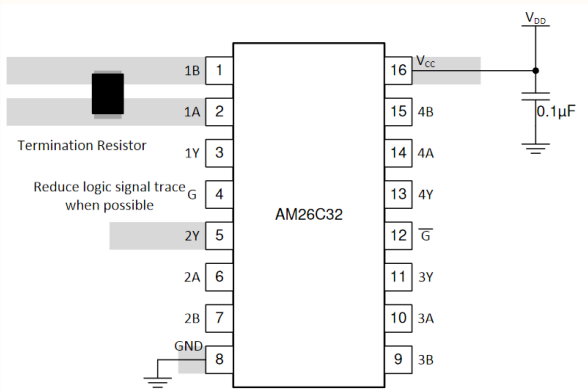 V_DD
1B 1 16 V_CC
1A 2 15 4B 0.1µF
Termination Resistor
1Y 3 14 4A
Reduce logic signal trace
when possible
G 4 13 4Y
AM26C32
2Y 5 12 G̅
2A 6 11 3Y
2B 7 10 3A
GND 8 9 3B